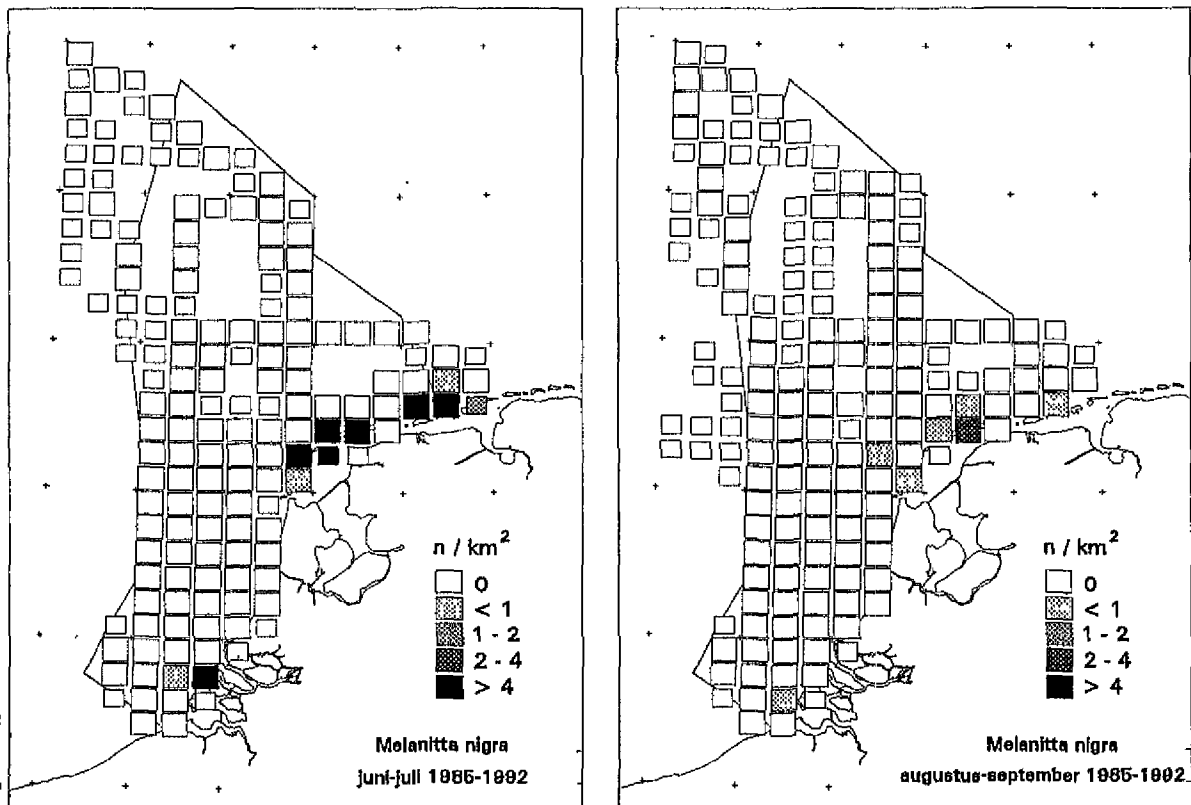 n / km²
0
< 1
1 - 2
2 - 4
> 4
Melanitta nigra
juni-juli 1985-1992
n / km²
0
< 1
1 - 2
2 - 4
> 4
Melanitta nigra
augustus-september 1985-1992